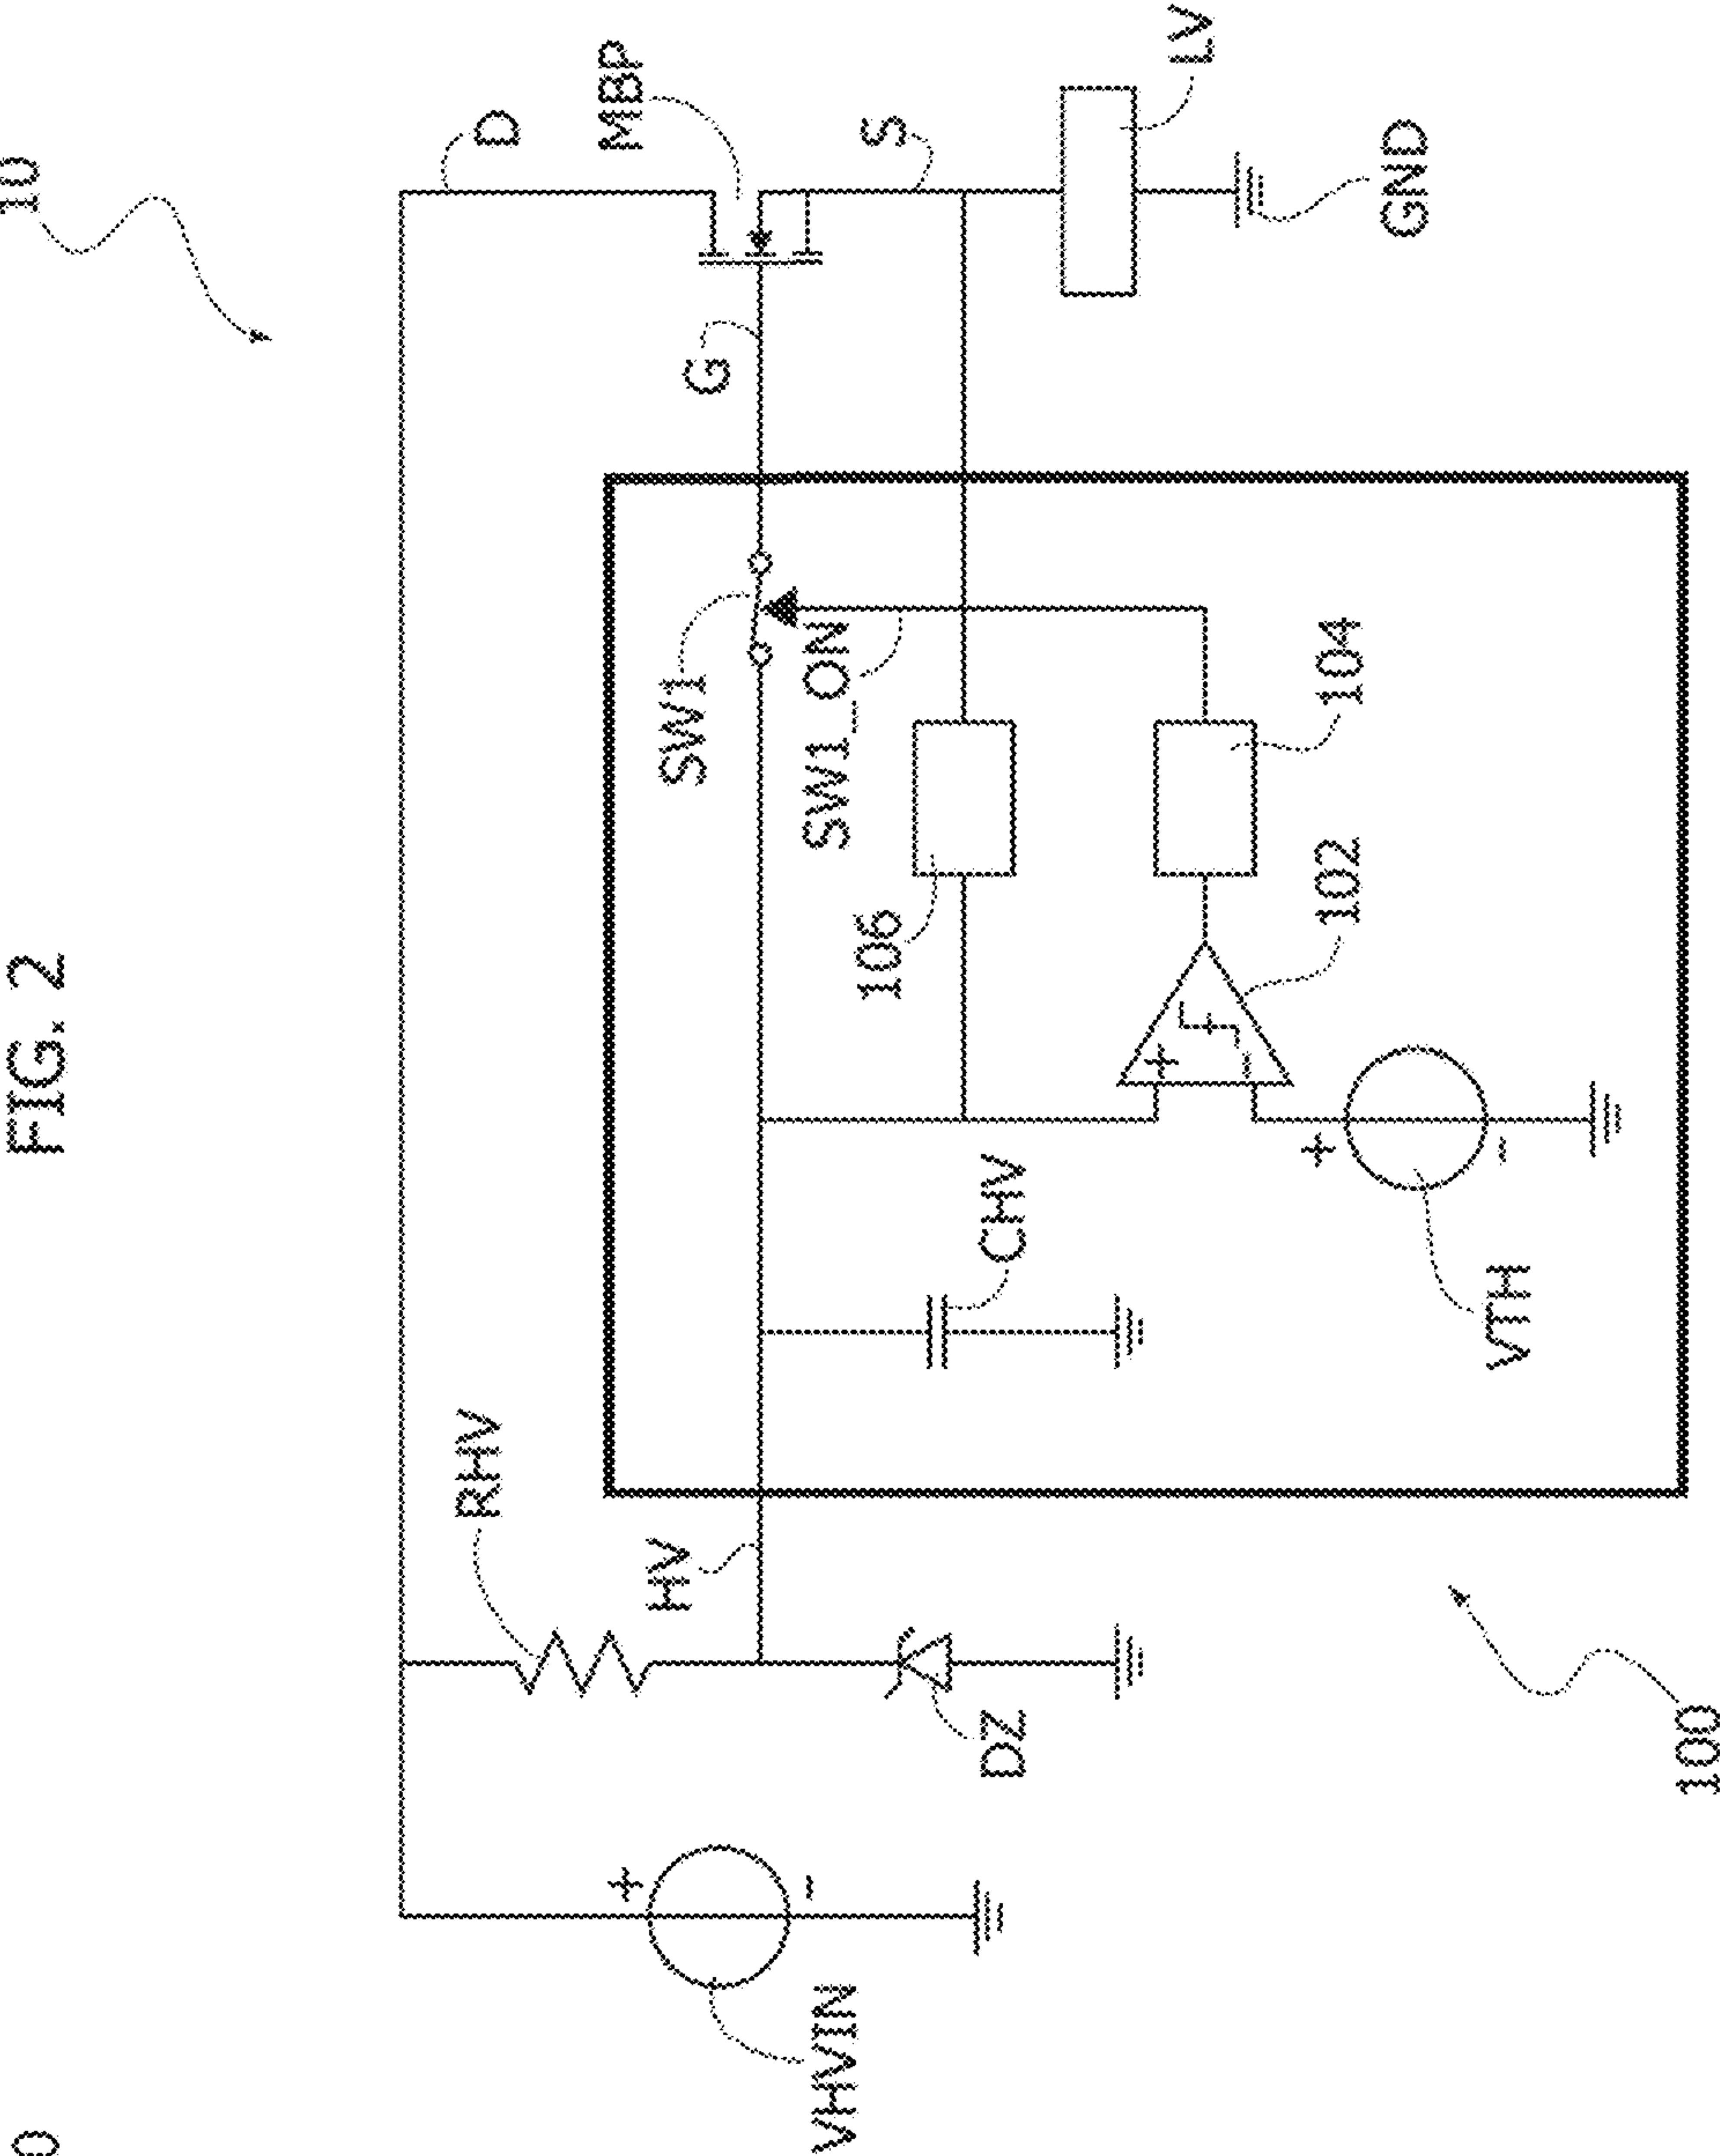 FIG. 2
10
D
MBP
G
S
LV
GND
SW1
SW1_ON
106
104
102
+
-
CHV
+
-
VTH
RHV
HV
DZ
+
-
VHVIN
100